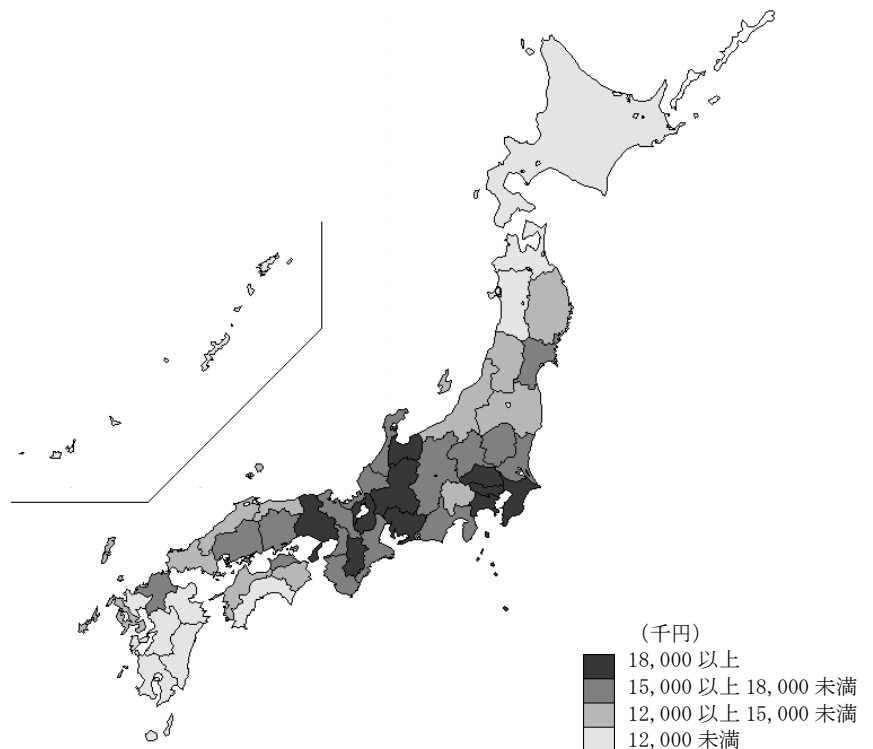 （千円）
18,000 以上
15,000 以上 18,000 未満
12,000 以上 15,000 未満
12,000 未満